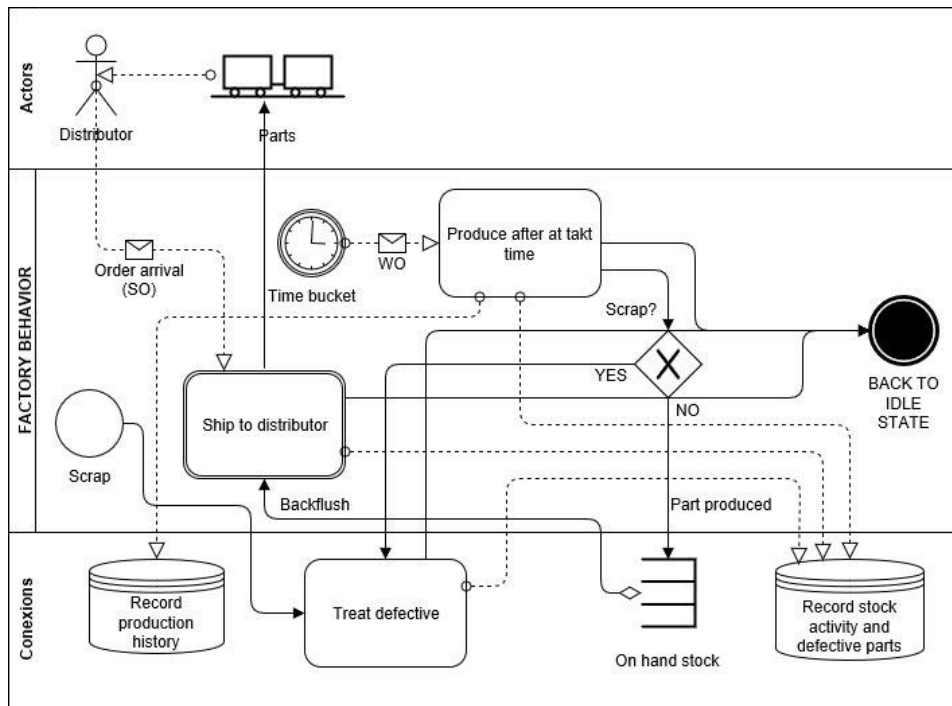 Actors
Distributor
Parts
FACTORY BEHAVIOR
Order arrival
(SO)
Time bucket
WO
Produce after at takt
time
Scrap?
YES
NO
BACK TO
IDLE
STATE
Ship to distributor
Scrap
Backflush
Part produced
Conexions
Record
production
history
Treat defective
On hand stock
Record stock
activity and
defective parts